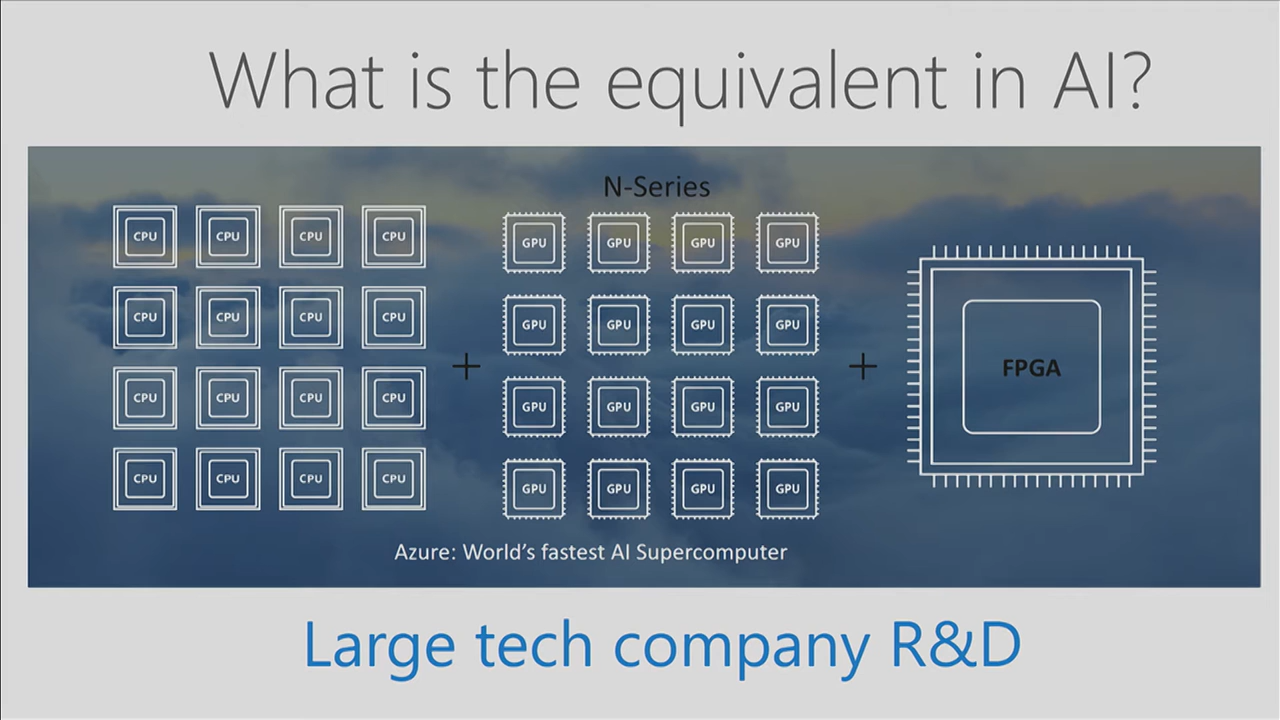 What is the equivalent in AI?
N-Series
CPU CPU CPU CPU
CPU CPU CPU CPU
CPU CPU CPU CPU
CPU CPU CPU CPU
+
GPU GPU GPU GPU
GPU GPU GPU GPU
GPU GPU GPU GPU
GPU GPU GPU GPU
+
FPGA
Azure: World's fastest AI Supercomputer
Large tech company R&D